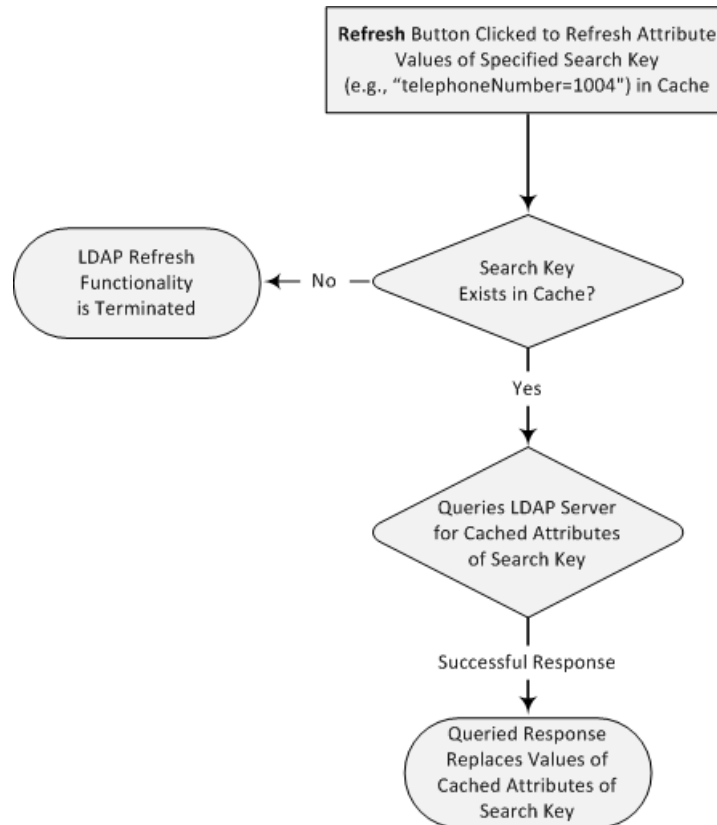 Refresh Button Clicked to Refresh Attribute
Values of Specified Search Key
(e.g., “telephoneNumber=1004") in Cache
Search Key
Exists in Cache?
No
LDAP Refresh
Functionality
is Terminated
Yes
Queries LDAP Server
for Cached Attributes
of Search Key
Successful Response
Queried Response
Replaces Values of
Cached Attributes of
Search Key